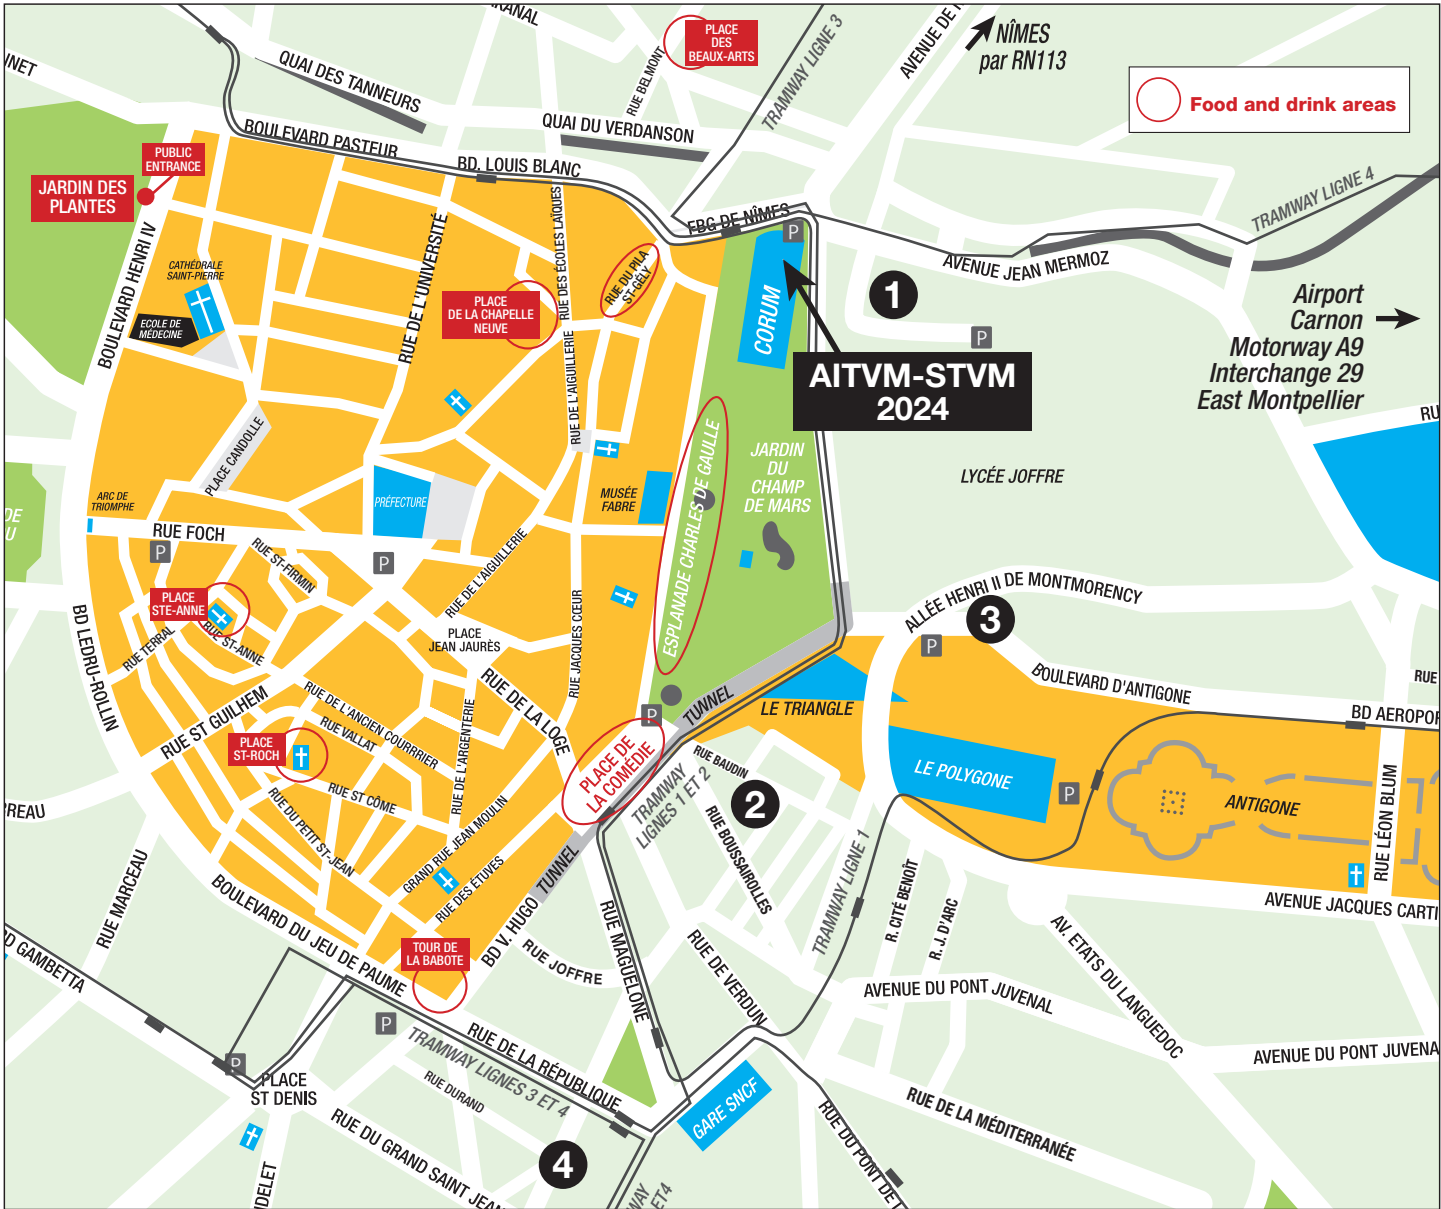 KANAL
PLACE
DES
BEAUX-ARTS
TRAMWAY LIGNE 3
NÎMES
par RN113
QUAI DES TANNEURS
RUE BELMONT
Food and drink areas
BOULEVARD PASTEUR
QUAI DU VERDANSON
BD. LOUIS BLANC
PUBLIC
ENTRANCE
JARDIN DES
PLANTES
TRAMWAY LIGNE 4
FBG DE NÎMES
P
AVENUE JEAN MERMOZ
BOULEVARD HENRI IV
CATHÉDRALE
SAINT-PIERRE
ECOLE DE
MÉDECINE
RUE DE L'UNIVERSITÉ
RUE DES ÉCOLES LAÏQUES
PLACE
DE LA CHAPELLE
NEUVE
RUE DU PILA
ST-GÉLY
CORUM
1
P
Airport
Carnon
Motorway A9
Interchange 29
East Montpellier
AITVM-STVM
2024
RUE DE L'AIGUILLERIE
PLACE CANDOLLE
ESPLANADE CHARLES DE GAULLE
JARDIN
DU
CHAMP
DE MARS
LYCÉE JOFFRE
RU
ARC DE
TRIOMPHE
PRÉFECTURE
MUSÉE
FABRE
DE
U
RUE FOCH
P
P
RUE ST-FIRMIN
RUE DE L'AIGUILLERIE
ALLÉE HENRI II DE MONTMORENCY
3
P
PLACE
STE-ANNE
RUE TERRAL
RUE ST-ANNE
BD LEDRU-ROLLIN
PLACE
JEAN JAURÈS
RUE JACQUES CŒUR
BOULEVARD D'ANTIGONE
RUE
BD AEROPOR
RUE ST GUILHEM
RUE DE L'ANCIEN COURRRIER
RUE DE LA LOGE
P
TUNNEL
LE TRIANGLE
PLACE
ST-ROCH
RUE VALLAT
RUE DE L'ARGENTERIE
PLACE DE
LA COMÉDIE
RUE BAUDIN
LE POLYGONE
P
ANTIGONE
RUE LÉON BLUM
RUE ST CÔME
TRAMWAY
LIGNES 1 ET 2
2
RUE BOUSSAIROLLES
RREAU
RUE DU PETIT ST-JEAN
GRAND RUE JEAN MOULIN
RUE DES ÉTUVES
TUNNEL
TRAMWAY LIGNE 1
R. CITÉ BENOÎT
R. J. D'ARC
AVENUE JACQUES CARTI
RUE MARCEAU
BOULEVARD DU JEU DE PAUME
TOUR DE
LA BABOTE
BD V. HUGO
RUE JOFFRE
RUE MAGUELONE
RUE DE VERDUN
AV. ETATS DU LANGUEDOC
AVENUE DU PONT JUVENAL
AVENUE DU PONT JUVENA
P
P
PLACE
ST DENIS
TRAMWAY LIGNES 3 ET 4
RUE DE LA RÉPUBLIQUE
RUE DURAND
RUE DU GRAND SAINT JEAN
4
GARE SNCF
RUE DE LA MÉDITERRANÉE